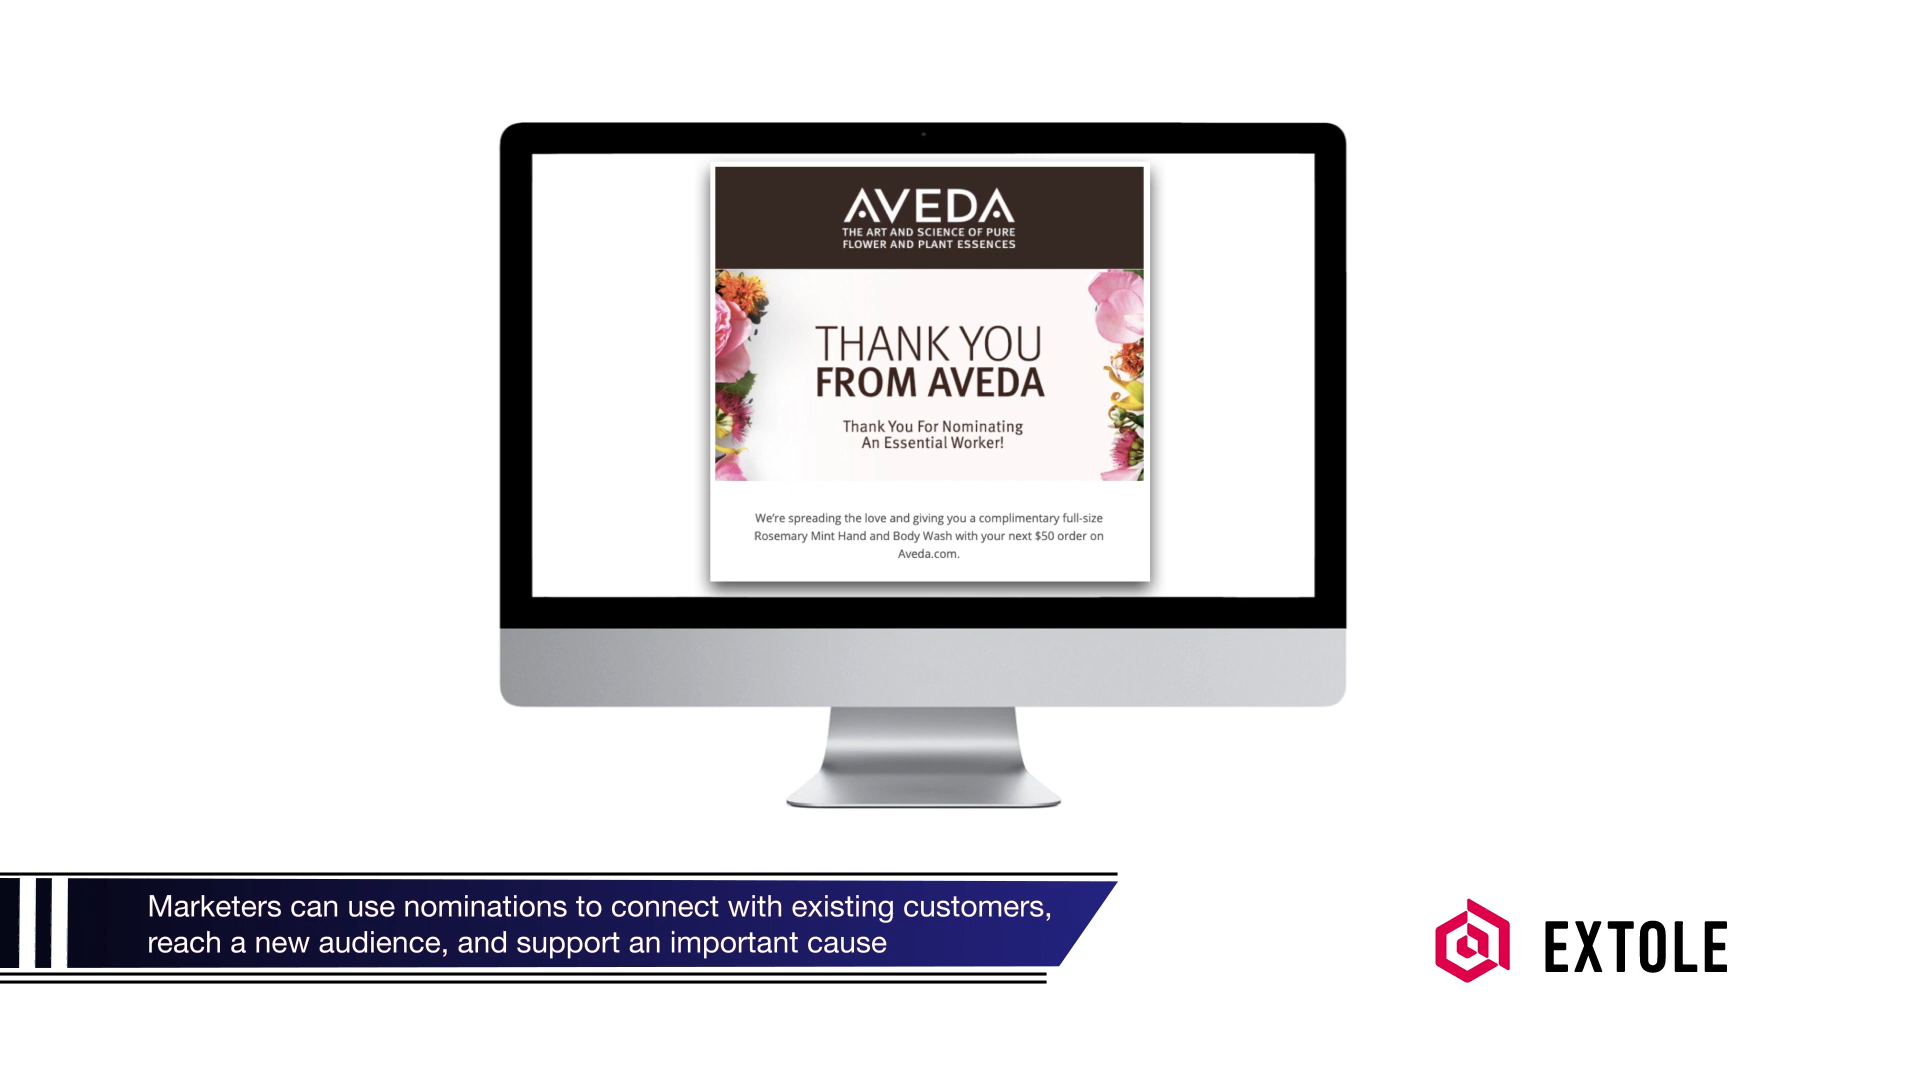 AVEDA
THE ART AND SCIENCE OF PURE
FLOWER AND PLANT ESSENCES
THANK YOU
FROM AVEDA
Thank You For Nominating
An Essential Worker!
We're spreading the love and giving you a complimentary full-size
Rosemary Mint Hand and Body Wash with your next $50 order on
Aveda.com.
Marketers can use nominations to connect with existing customers,
reach a new audience, and support an important cause
EXTOLE